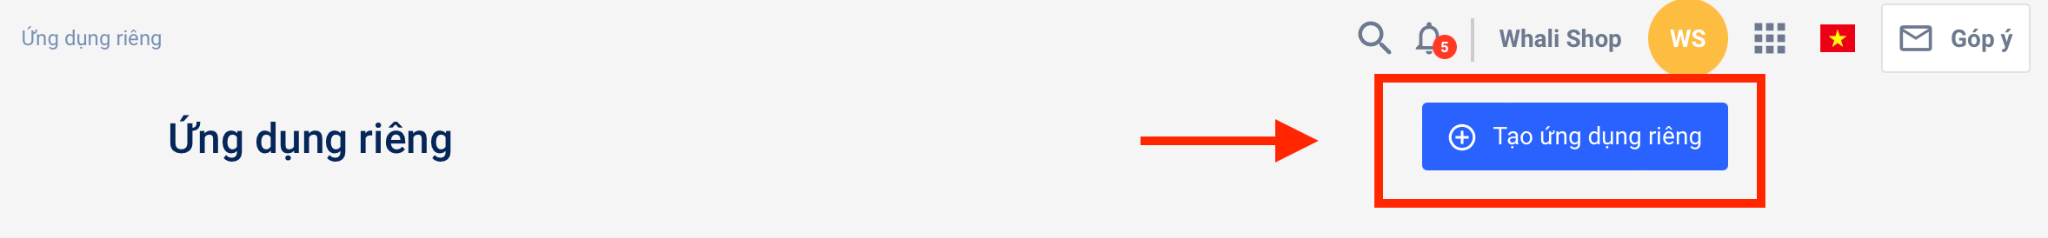 Ứng dụng riêng
5
Whali Shop
WS
Góp ý
Ứng dụng riêng
Tạo ứng dụng riêng